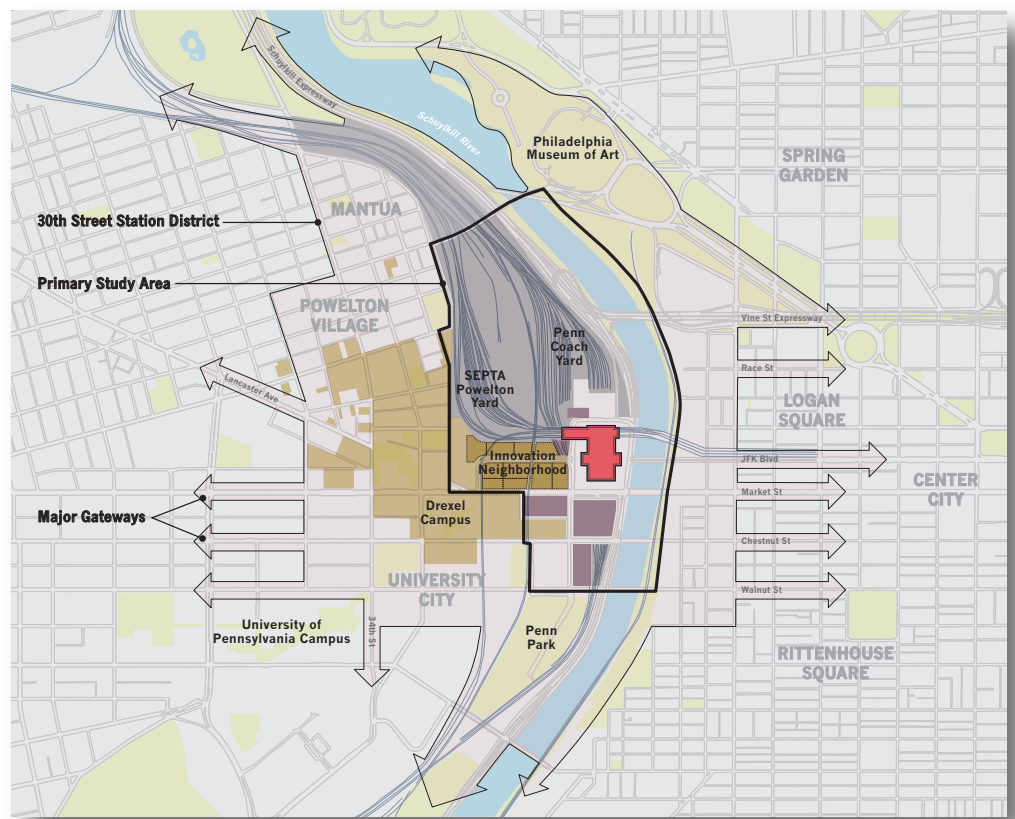 Schuylkill Expressway
Schuylkill River
Philadelphia
Museum of Art
SPRING
GARDEN
MANTUA
30th Street Station District
Primary Study Area
POWELTON
VILLAGE
Vine St Expressway
Penn
Coach
Yard
SEPTA
Powelton
Yard
Race St
Lancaster Ave
LOGAN
SQUARE
Innovation
Neighborhood
JFK Blvd
CENTER
CITY
Market St
Major Gateways
Drexel
Campus
Chestnut St
UNIVERSITY
CITY
Walnut St
University of
Pennsylvania Campus
34th St
Penn
Park
RITTENHOUSE
SQUARE